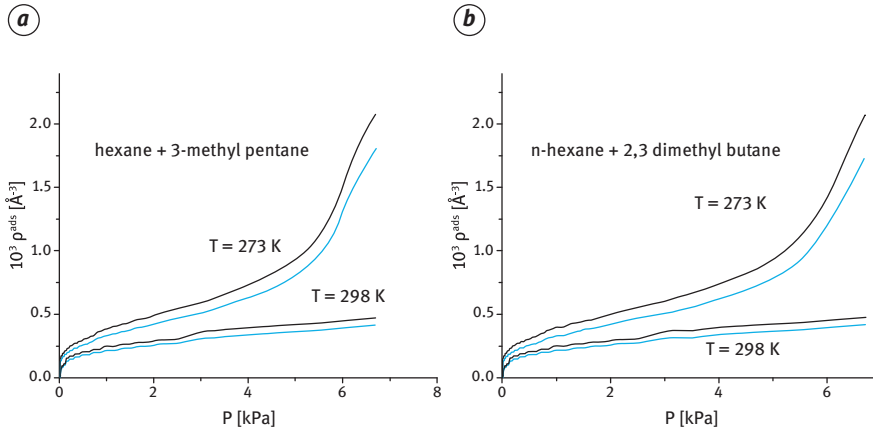 a
b
2.0
1.5
1.0
0.5
0.0
10³ ρᵃᵈˢ [Å⁻³]
hexane + 3-methyl pentane
T = 273 K
T = 298 K
0
2
4
6
8
P [kPa]
2.0
1.5
1.0
0.5
0.0
10³ ρᵃᵈˢ [Å⁻³]
n-hexane + 2,3 dimethyl butane
T = 273 K
T = 298 K
0
2
4
6
P [kPa]